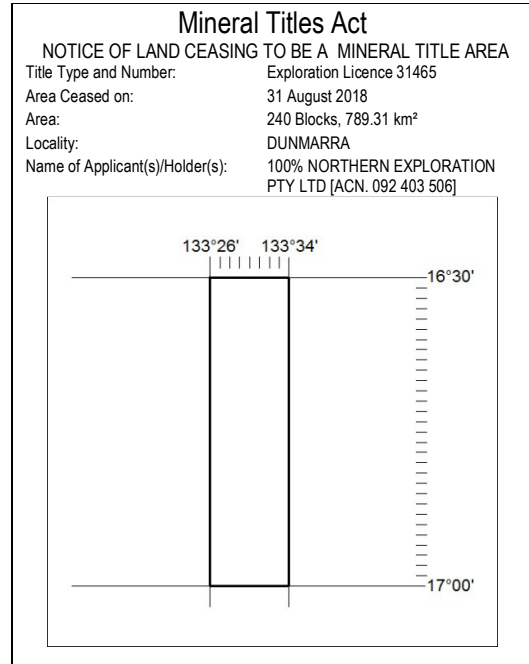 Mineral Titles Act
NOTICE OF LAND CEASING TO BE A MINERAL TITLE AREA
Title Type and Number: Exploration Licence 31465
Area Ceased on: 31 August 2018
Area: 240 Blocks, 789.31 km²
Locality: DUNMARRA
Name of Applicant(s)/Holder(s): 100% NORTHERN EXPLORATION
PTY LTD [ACN. 092 403 506]
133°26' 133°34'
16°30'
17°00'